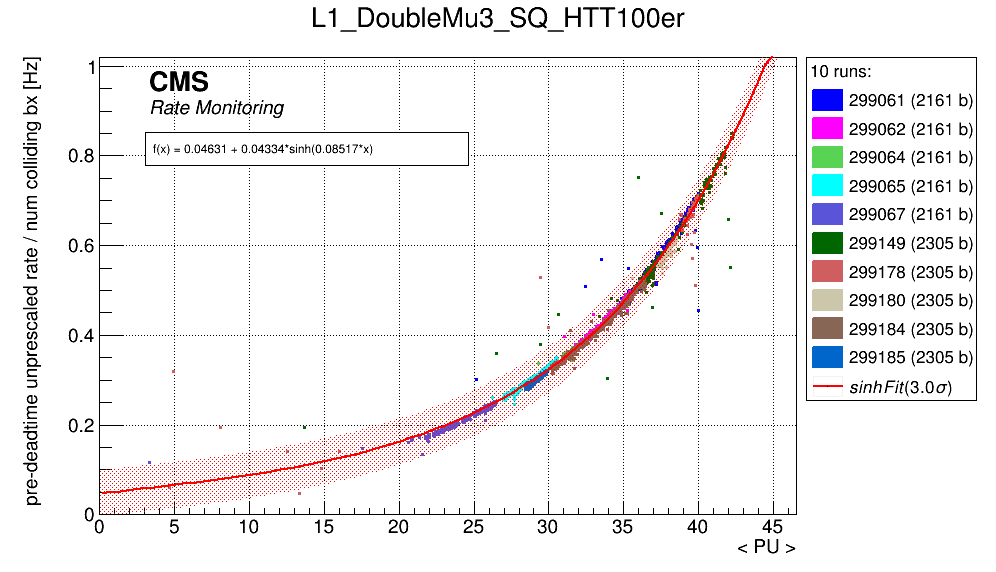 L1_DoubleMu3_SQ_HTT100er
pre-deadtime unprescaled rate / num colliding bx [Hz]
CMS
Rate Monitoring
f(x) = 0.04631 + 0.04334*sinh(0.08517*x)
1
0.8
0.6
0.4
0.2
0
0 5 10 15 20 25 30 35 40 45
< PU >
10 runs:
299061 (2161 b)
299062 (2161 b)
299064 (2161 b)
299065 (2161 b)
299067 (2161 b)
299149 (2305 b)
299178 (2305 b)
299180 (2305 b)
299184 (2305 b)
299185 (2305 b)
sinhFit(3.0σ)